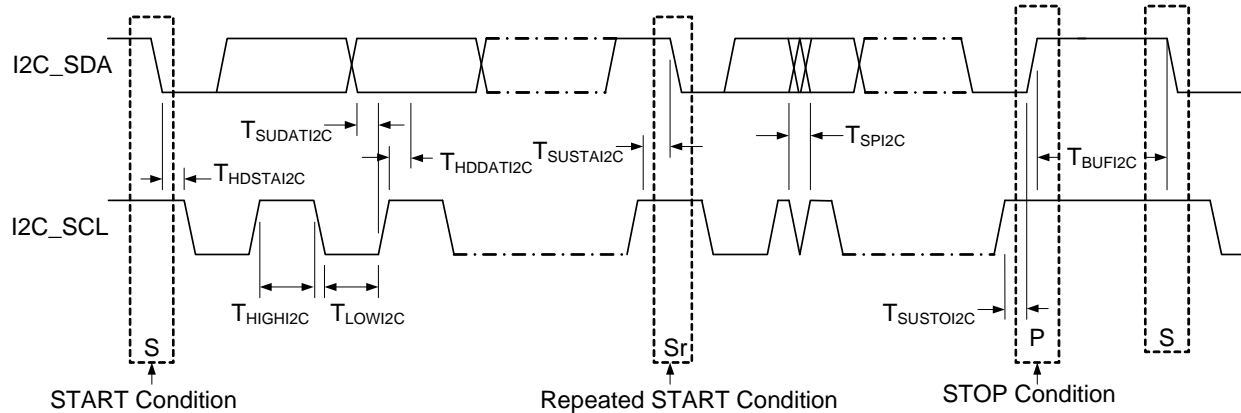 I2C_SDA
T_SUDATI2C
T_HDSTAI2C
T_HDDATI2C
T_SUSTAI2C
T_SPI2C
T_BUFI2C
I2C_SCL
T_HIGHI2C
T_LOWI2C
T_SUSTOI2C
S
Sr
P
S
START Condition
Repeated START Condition
STOP Condition